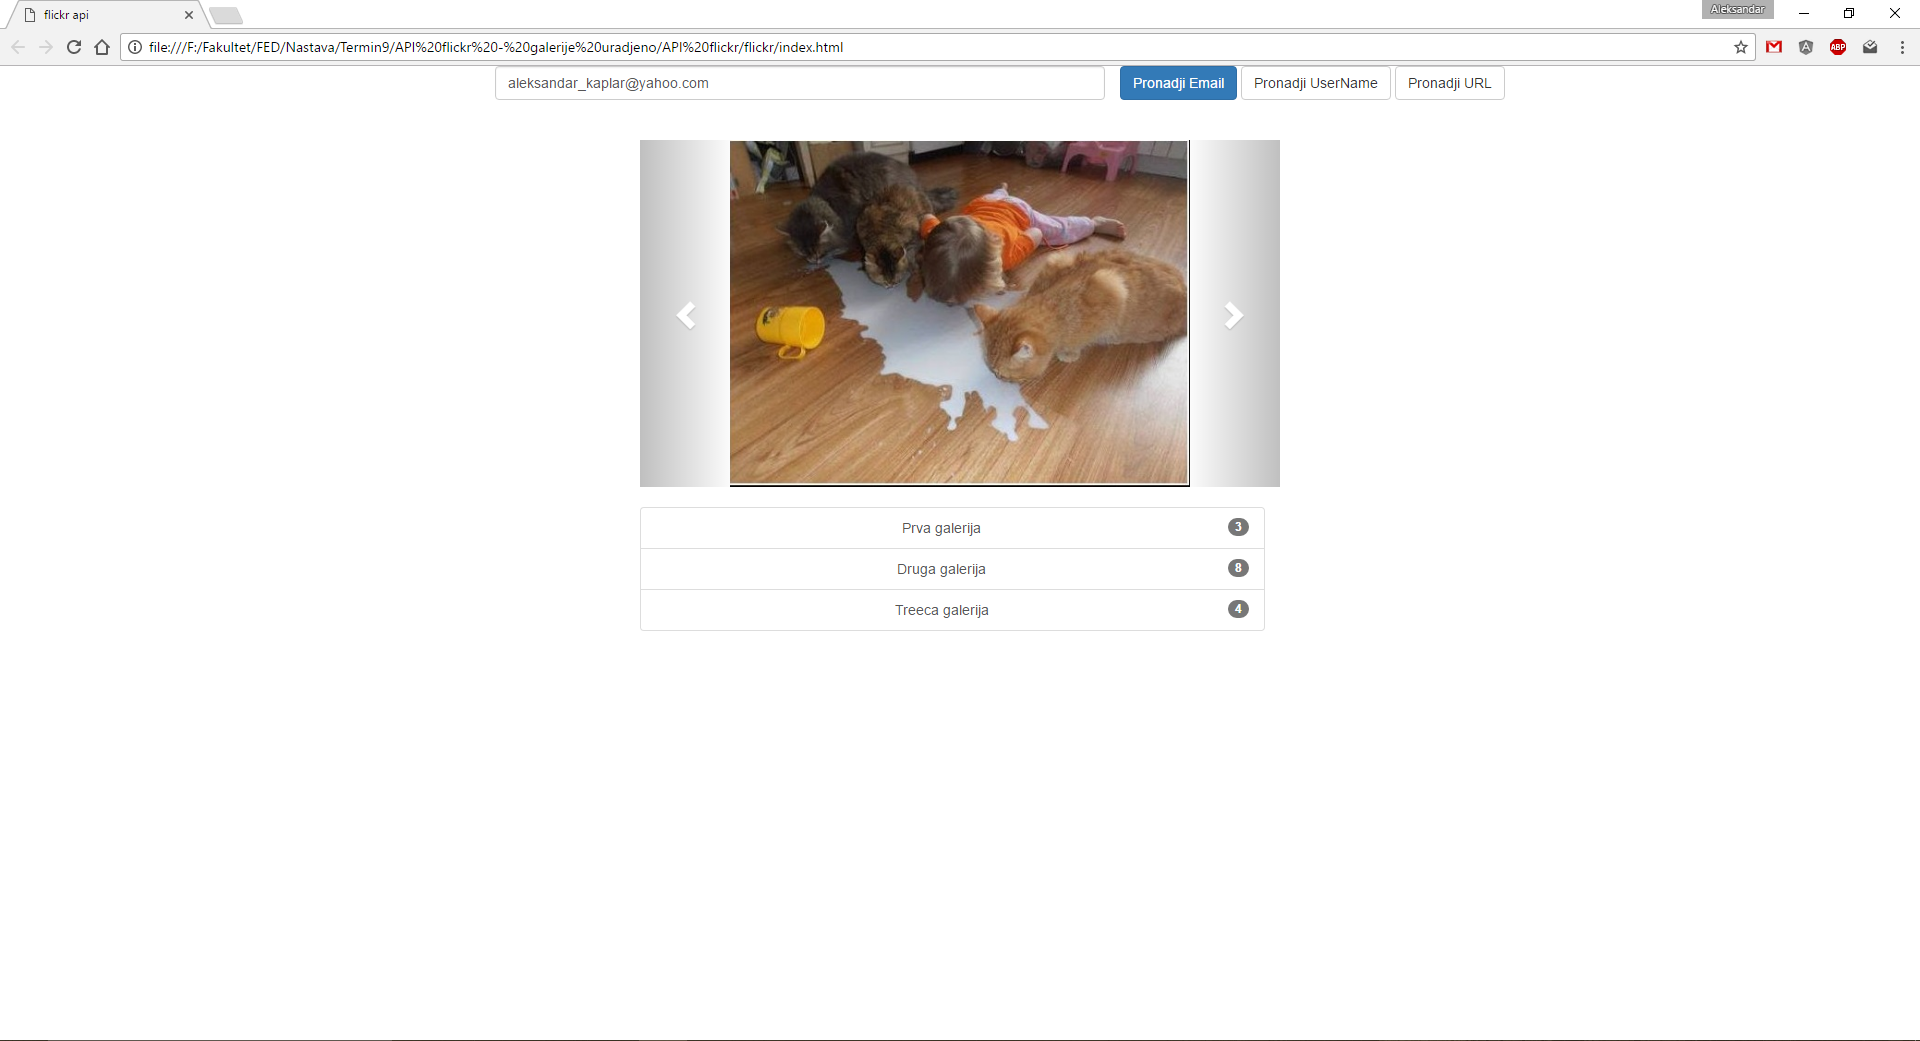 flickr api
Aleksandar
file:///F:/Fakultet/FED/Nastava/Termin9/API%20flickr%20-%20galerije%20uradjeno/API%20flickr/flickr/index.html
ABP
aleksandar_kaplar@yahoo.com Pronadji Email Pronadji UserName Pronadji URL
Prva galerija 3
Druga galerija 8
Treeca galerija 4